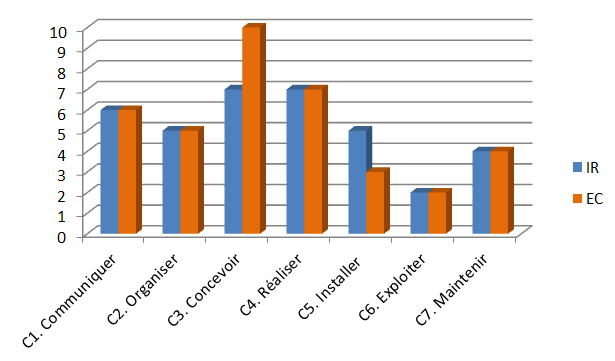 10
9
8
7
6
5
4
3
2
1
0
C1. Communiquer
C2. Organiser
C3. Concevoir
C4. Réaliser
C5. Installer
C6. Exploiter
C7. Maintenir
IR
EC